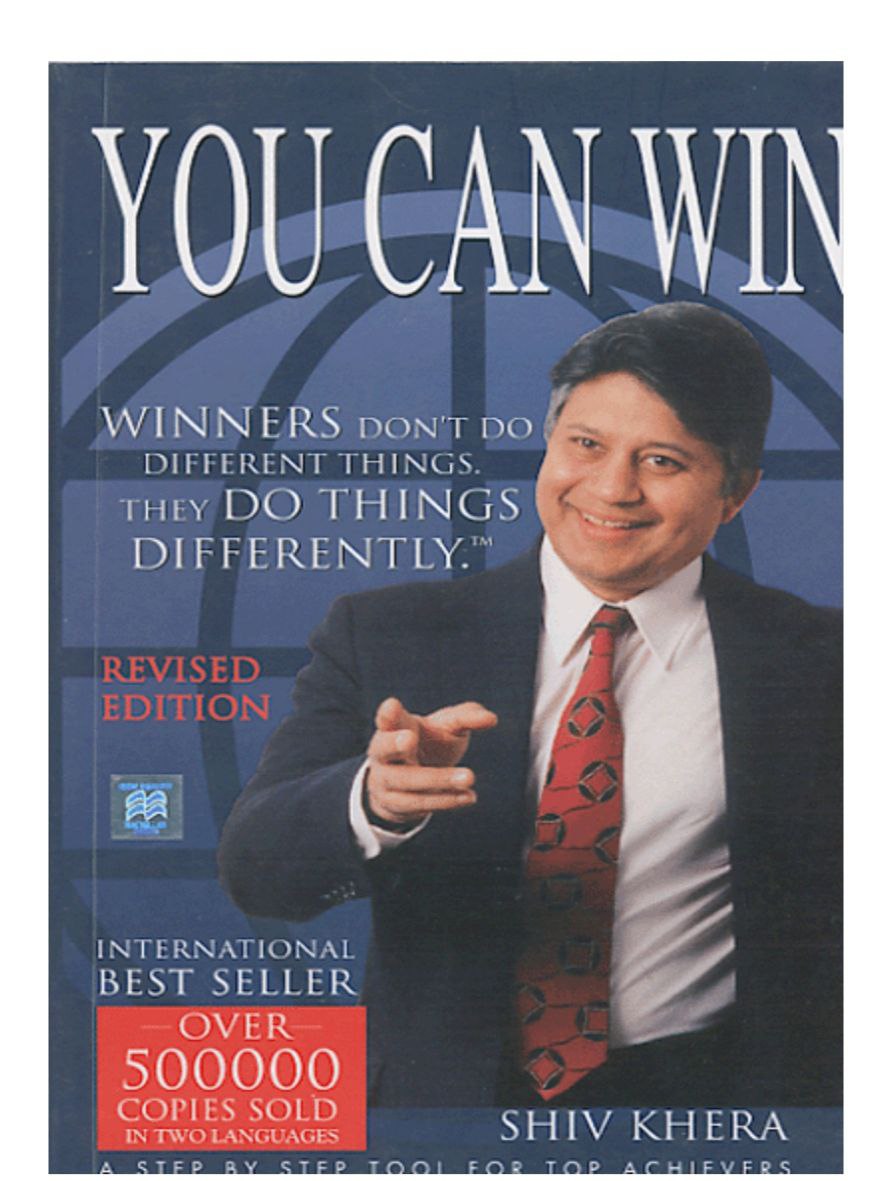 YOU CAN WIN
WINNERS DON'T DO
DIFFERENT THINGS.
THEY DO THINGS
DIFFERENTLY.™
REVISED
EDITION
INTERNATIONAL
BEST SELLER
OVER
500000
COPIES SOLD
IN TWO LANGUAGES
SHIV KHERA
A STEP BY STEP TOOL FOR TOP ACHIEVERS